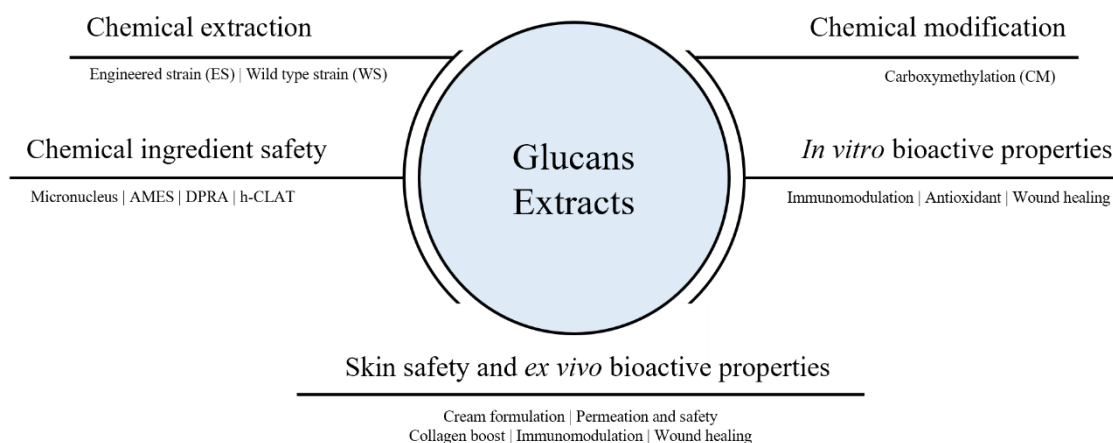 Chemical extraction
Engineered strain (ES) | Wild type strain (WS)
Chemical ingredient safety
Micronucleus | AMES | DPRA | h-CLAT
Glucans
Extracts
Chemical modification
Carboxymethylation (CM)
In vitro bioactive properties
Immunomodulation | Antioxidant | Wound healing
Skin safety and ex vivo bioactive properties
Cream formulation | Permeation and safety
Collagen boost | Immunomodulation | Wound healing